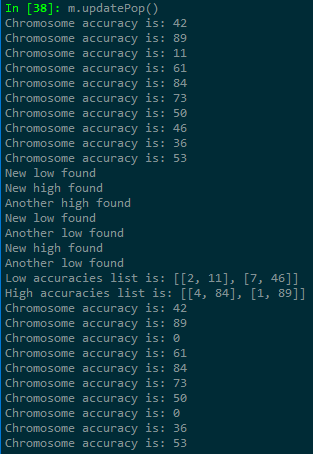 In [38]: m.updatePop()
Chromosome accuracy is: 42
Chromosome accuracy is: 89
Chromosome accuracy is: 11
Chromosome accuracy is: 61
Chromosome accuracy is: 84
Chromosome accuracy is: 73
Chromosome accuracy is: 50
Chromosome accuracy is: 46
Chromosome accuracy is: 36
Chromosome accuracy is: 53
New low found
New high found
Another high found
New low found
Another low found
New high found
Another low found
Low accuracies list is: [[2, 11], [7, 46]]
High accuracies list is: [[4, 84], [1, 89]]
Chromosome accuracy is: 42
Chromosome accuracy is: 89
Chromosome accuracy is: 0
Chromosome accuracy is: 61
Chromosome accuracy is: 84
Chromosome accuracy is: 73
Chromosome accuracy is: 50
Chromosome accuracy is: 0
Chromosome accuracy is: 36
Chromosome accuracy is: 53